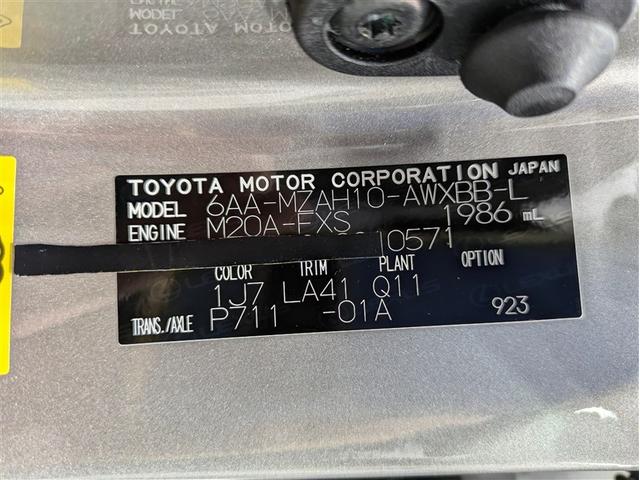 TOYOTA MOTOR CORPORATION JAPAN
MODEL 6AA-MZAH10-AWXBB-L
ENGINE M20A-FXS 1986 mL
10571
COLOR TRIM PLANT OPTION
1J7 LA41 Q11
TRANS./AXLE P711 -01A 923